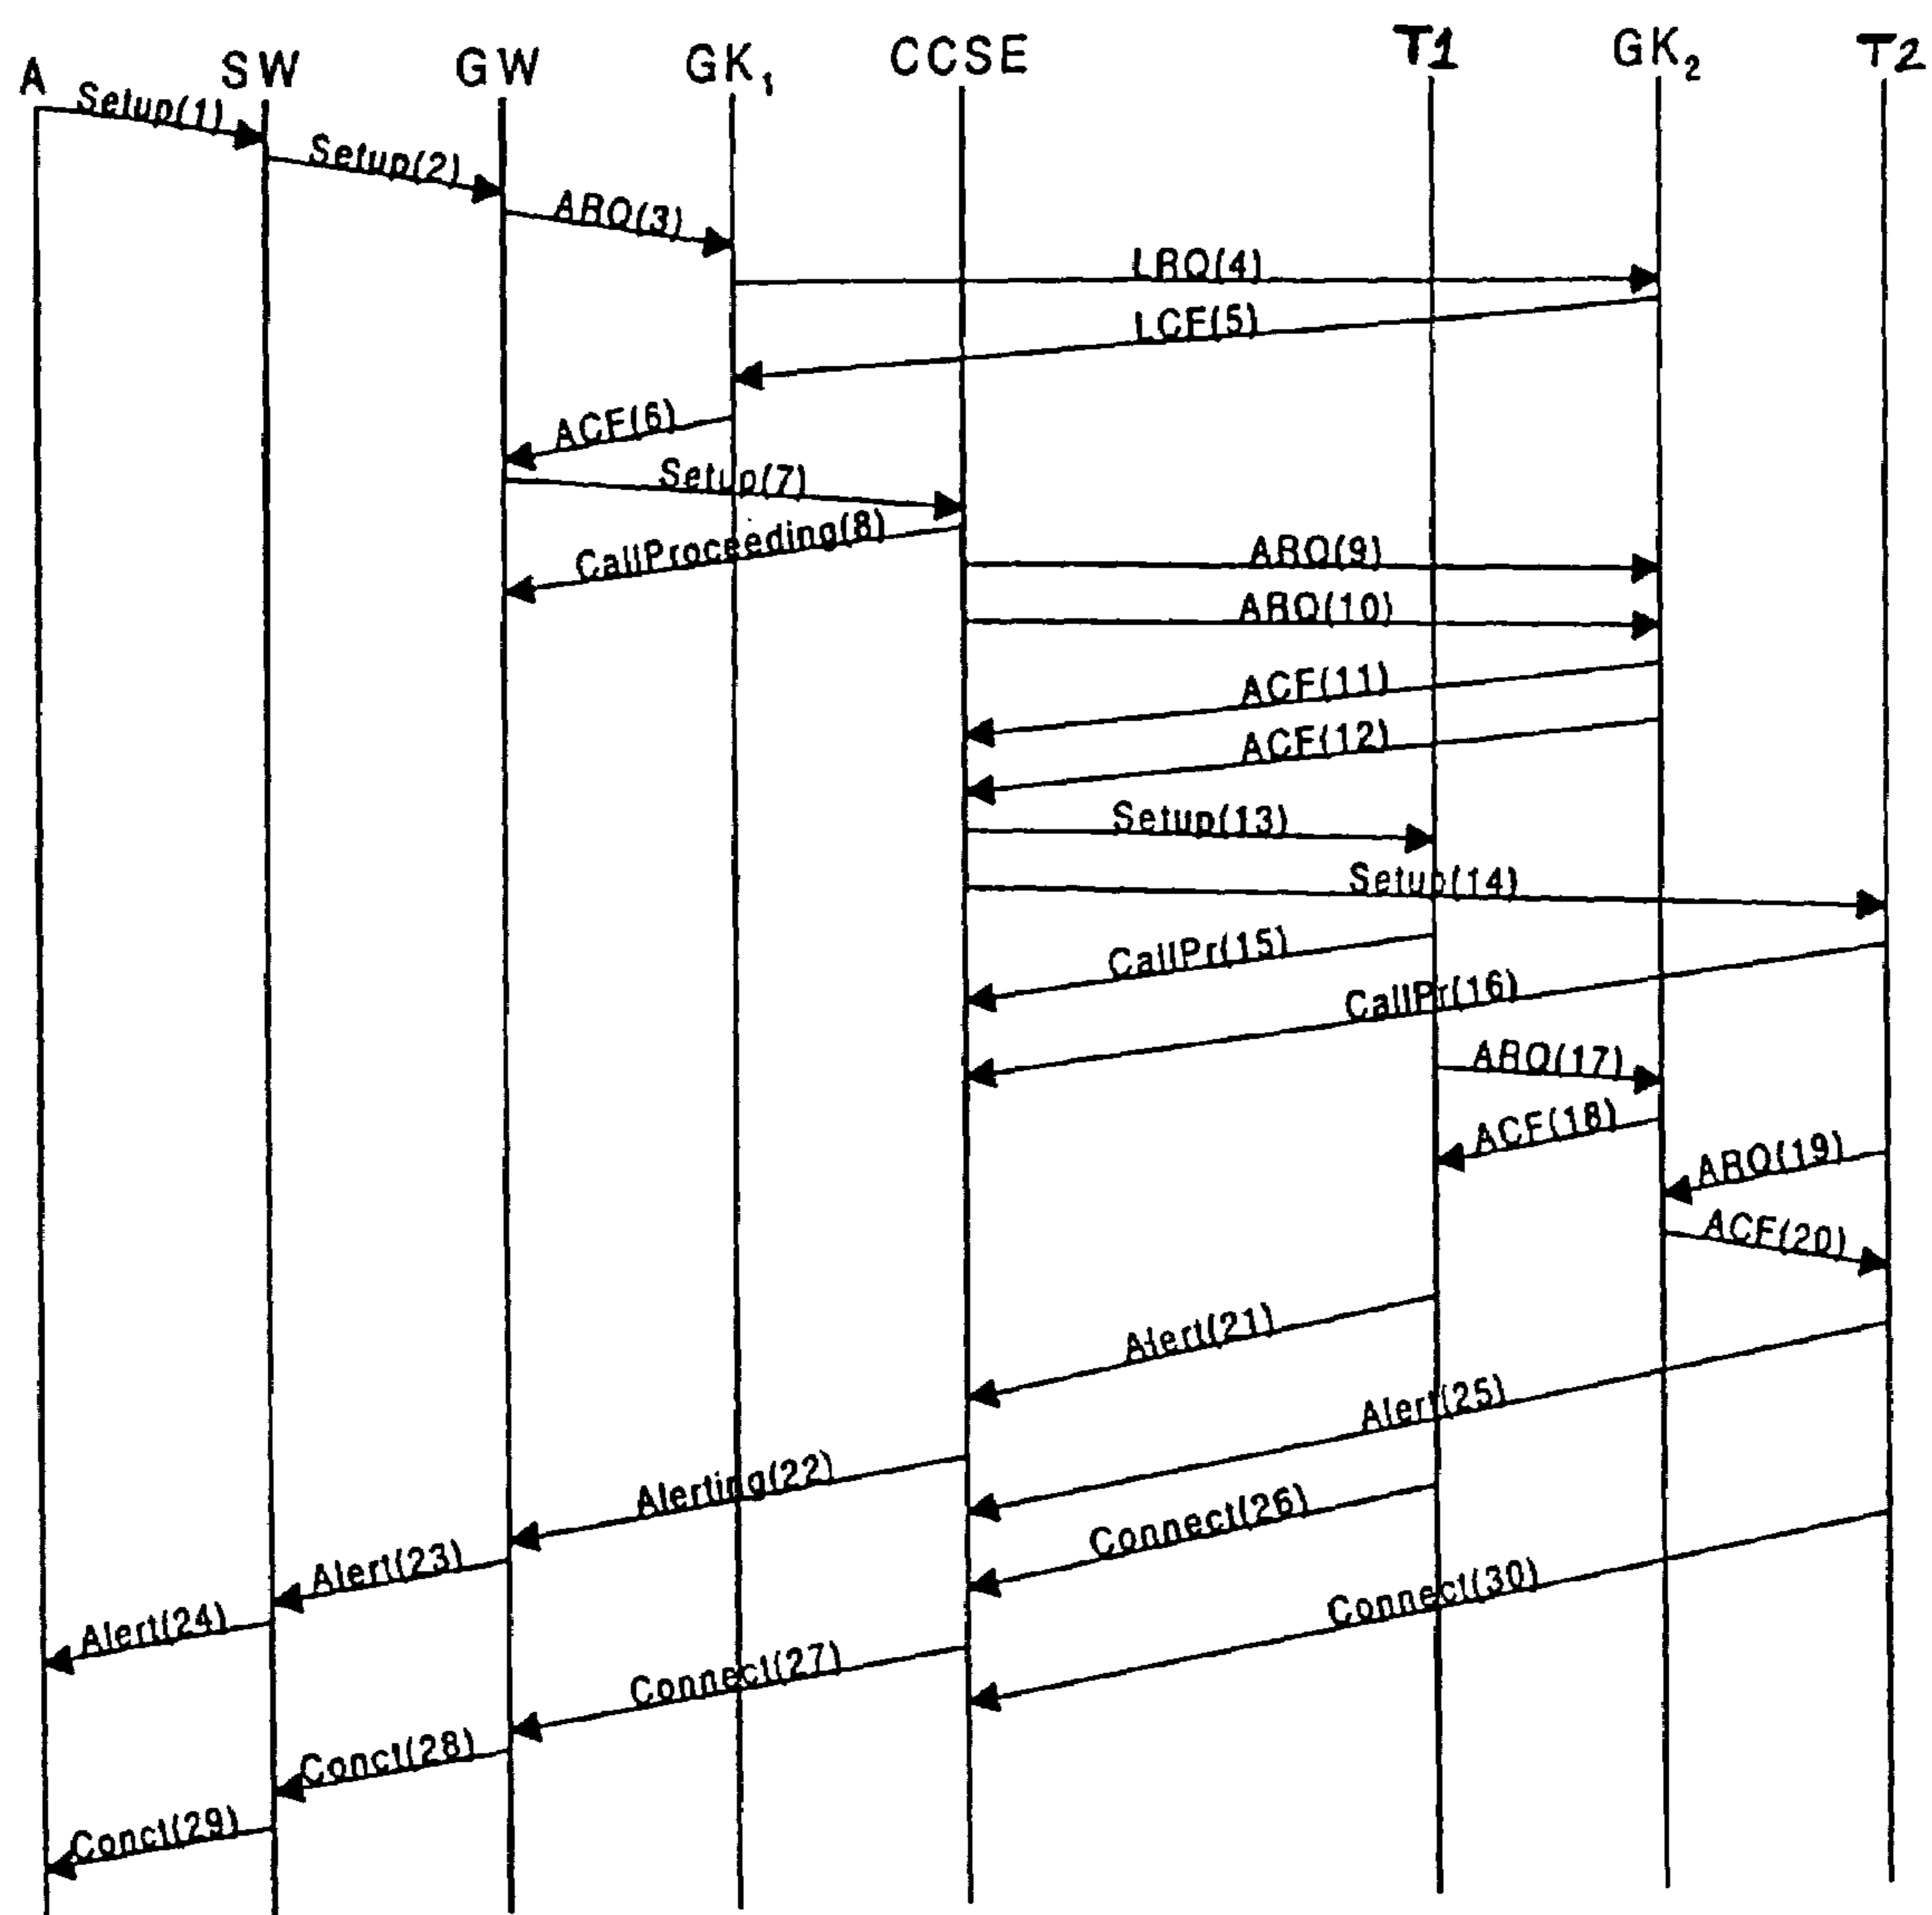 A SW GW GK₁ CCSE T1 GK₂ T2
Setup(1)
Setup(2)
ARQ(3)
LRQ(4)
LCF(5)
ACF(6)
Setup(7)
CallProceeding(8)
ARQ(9)
ARQ(10)
ACF(11)
ACF(12)
Setup(13)
Setup(14)
CallPr(15)
CallPr(16)
ARQ(17)
ACF(18)
ARQ(19)
ACF(20)
Alert(21)
Alert(25)
Alerting(22)
Connect(26)
Alert(23)
Connect(30)
Alert(24)
Connect(27)
Conct(28)
Conct(29)